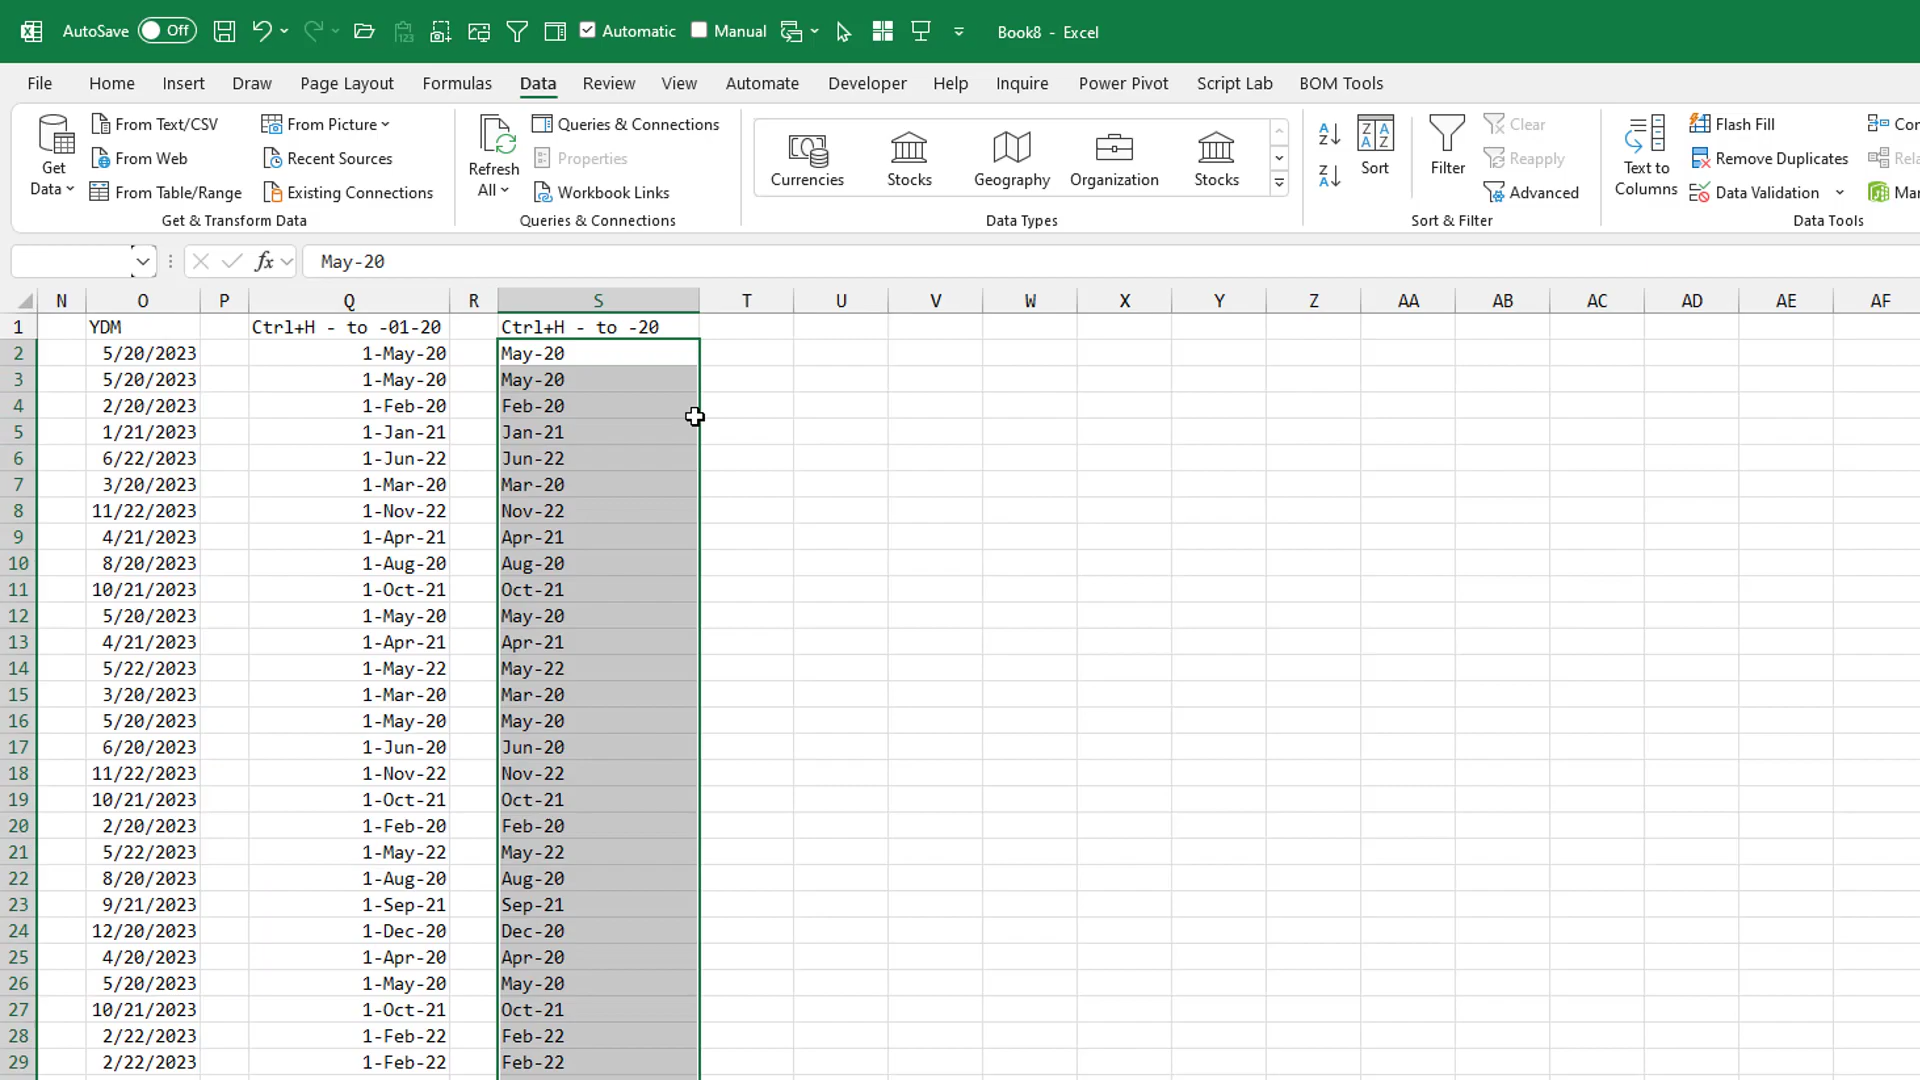 AutoSave Off Automatic Manual Book8 - Excel
File Home Insert Draw Page Layout Formulas Data Review View Automate Developer Help Inquire Power Pivot Script Lab BOM Tools
Get Data From Text/CSV From Web From Table/Range From Picture Recent Sources Existing Connections
Get & Transform Data
Refresh All Queries & Connections Properties Workbook Links
Queries & Connections
Currencies Stocks Geography Organization Stocks
Data Types
Sort Filter Clear Reapply Advanced
Sort & Filter
Text to Columns Flash Fill Remove Duplicates Data Validation
Data Tools
fx May-20
N O P Q R S T U V W X Y Z AA AB AC AD AE AF
1 YDM Ctrl+H - to -01-20 Ctrl+H - to -20
2 5/20/2023 1-May-20 May-20
3 5/20/2023 1-May-20 May-20
4 2/20/2023 1-Feb-20 Feb-20
5 1/21/2023 1-Jan-21 Jan-21
6 6/22/2023 1-Jun-22 Jun-22
7 3/20/2023 1-Mar-20 Mar-20
8 11/22/2023 1-Nov-22 Nov-22
9 4/21/2023 1-Apr-21 Apr-21
10 8/20/2023 1-Aug-20 Aug-20
11 10/21/2023 1-Oct-21 Oct-21
12 5/20/2023 1-May-20 May-20
13 4/21/2023 1-Apr-21 Apr-21
14 5/22/2023 1-May-22 May-22
15 3/20/2023 1-Mar-20 Mar-20
16 5/20/2023 1-May-20 May-20
17 6/20/2023 1-Jun-20 Jun-20
18 11/22/2023 1-Nov-22 Nov-22
19 10/21/2023 1-Oct-21 Oct-21
20 2/20/2023 1-Feb-20 Feb-20
21 5/22/2023 1-May-22 May-22
22 8/20/2023 1-Aug-20 Aug-20
23 9/21/2023 1-Sep-21 Sep-21
24 12/20/2023 1-Dec-20 Dec-20
25 4/20/2023 1-Apr-20 Apr-20
26 5/20/2023 1-May-20 May-20
27 10/21/2023 1-Oct-21 Oct-21
28 2/22/2023 1-Feb-22 Feb-22
29 2/22/2023 1-Feb-22 Feb-22